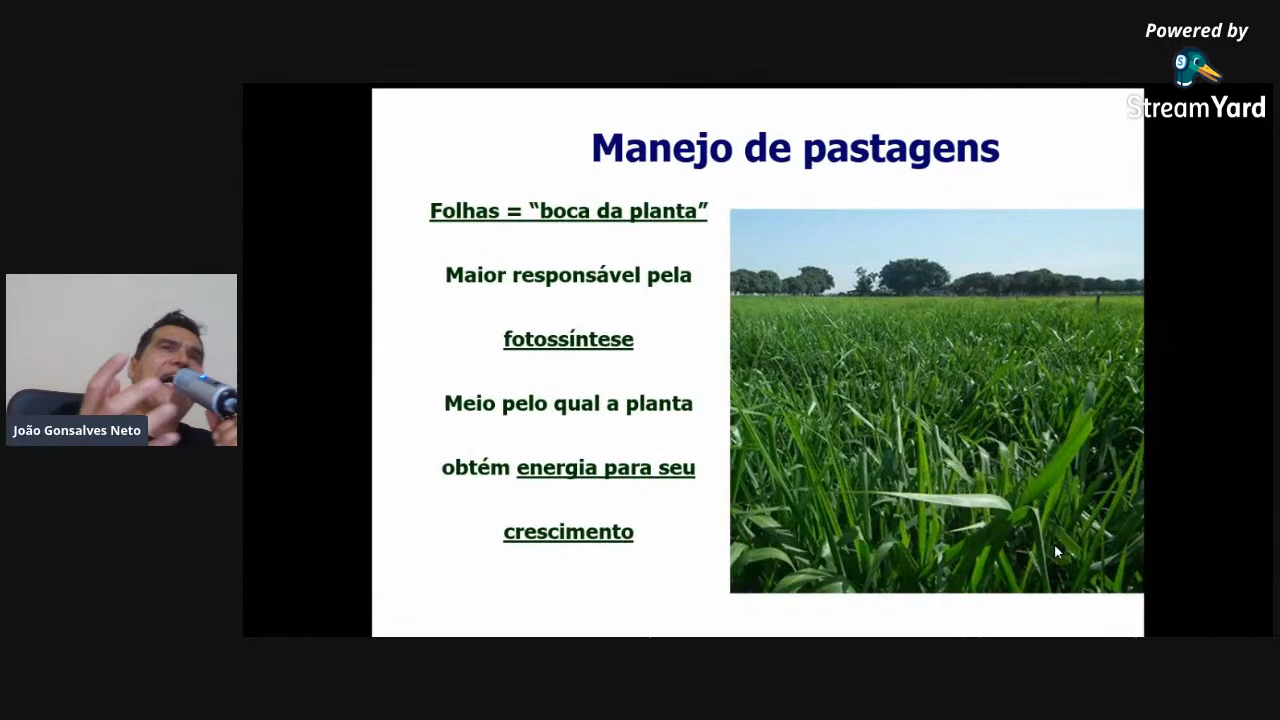 Powered by
StreamYard
Manejo de pastagens
Folhas = “boca da planta”
Maior responsável pela
fotossíntese
Meio pelo qual a planta
obtém energia para seu
crescimento
João Gonsalves Neto